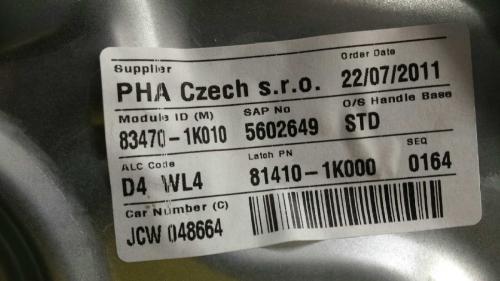 Supplier Order Date
PHA Czech s.r.o. 22/07/2011
Module ID (M) SAP No O/S Handle Base
83470-1K010 5602649 STD
ALC Code Latch PN SEQ
D4 WL4 81410-1K000 0164
Car Number (C)
JCW 048664